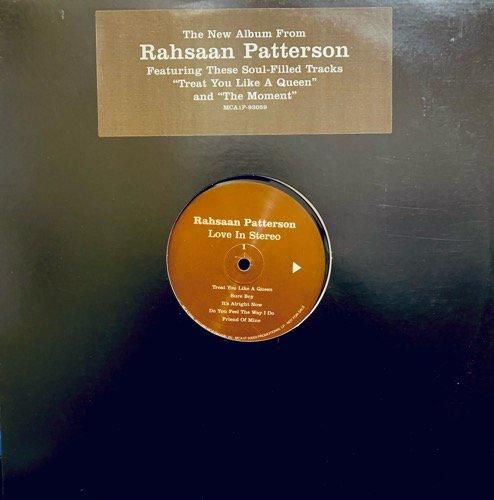 The New Album From
Rahsaan Patterson
Featuring These Soul-Filled Tracks
“Treat You Like A Queen”
and “The Moment”
MCA1P-93059
Rahsaan Patterson
Love In Stereo
1
Treat You Like A Queen
Sure Boy
It's Alright Now
Do You Feel The Way I Do
Friend Of Mine